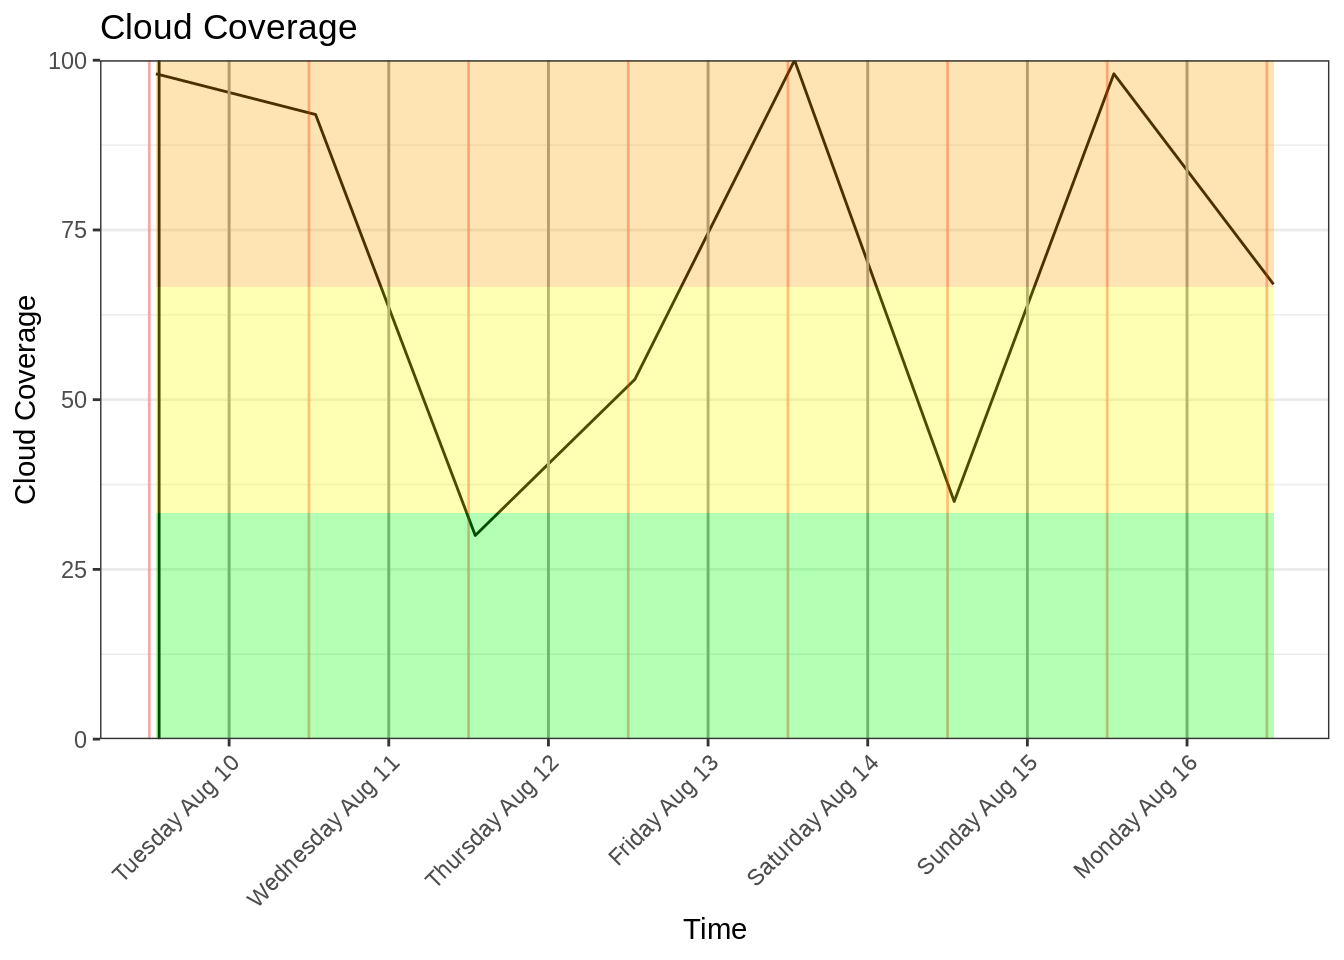 Cloud Coverage
100
75
50
25
0
Cloud Coverage
Tuesday Aug 10
Wednesday Aug 11
Thursday Aug 12
Friday Aug 13
Saturday Aug 14
Sunday Aug 15
Monday Aug 16
Time